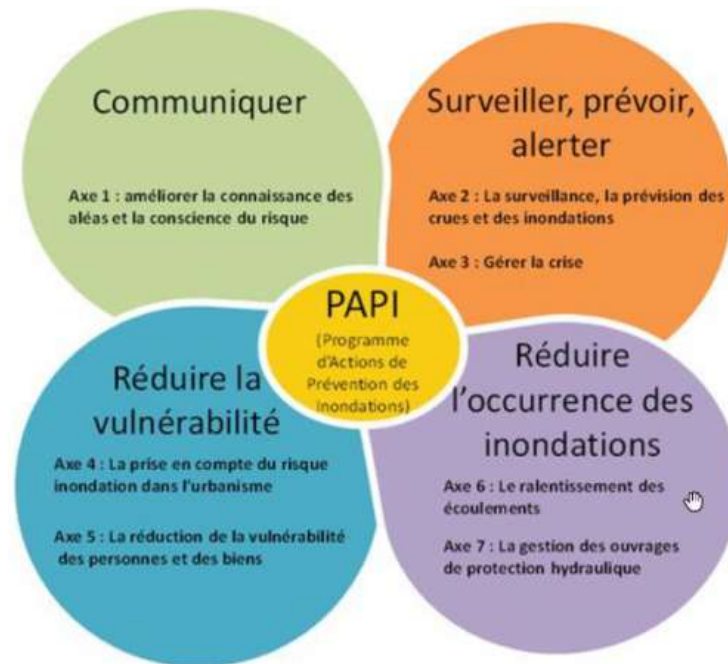 Communiquer
Axe 1 : améliorer la connaissance des
aléas et la conscience du risque
Surveiller, prévoir,
alerter
Axe 2 : La surveillance, la prévision des
crues et des inondations
Axe 3 : Gérer la crise
PAPI
(Programme
d'Actions de
Prévention des
Inondations)
Réduire la
vulnérabilité
Axe 4 : La prise en compte du risque
inondation dans l'urbanisme
Axe 5 : La réduction de la vulnérabilité
des personnes et des biens
Réduire
l'occurrence des
inondations
Axe 6 : Le ralentissement des
écoulements
Axe 7 : La gestion des ouvrages
de protection hydraulique